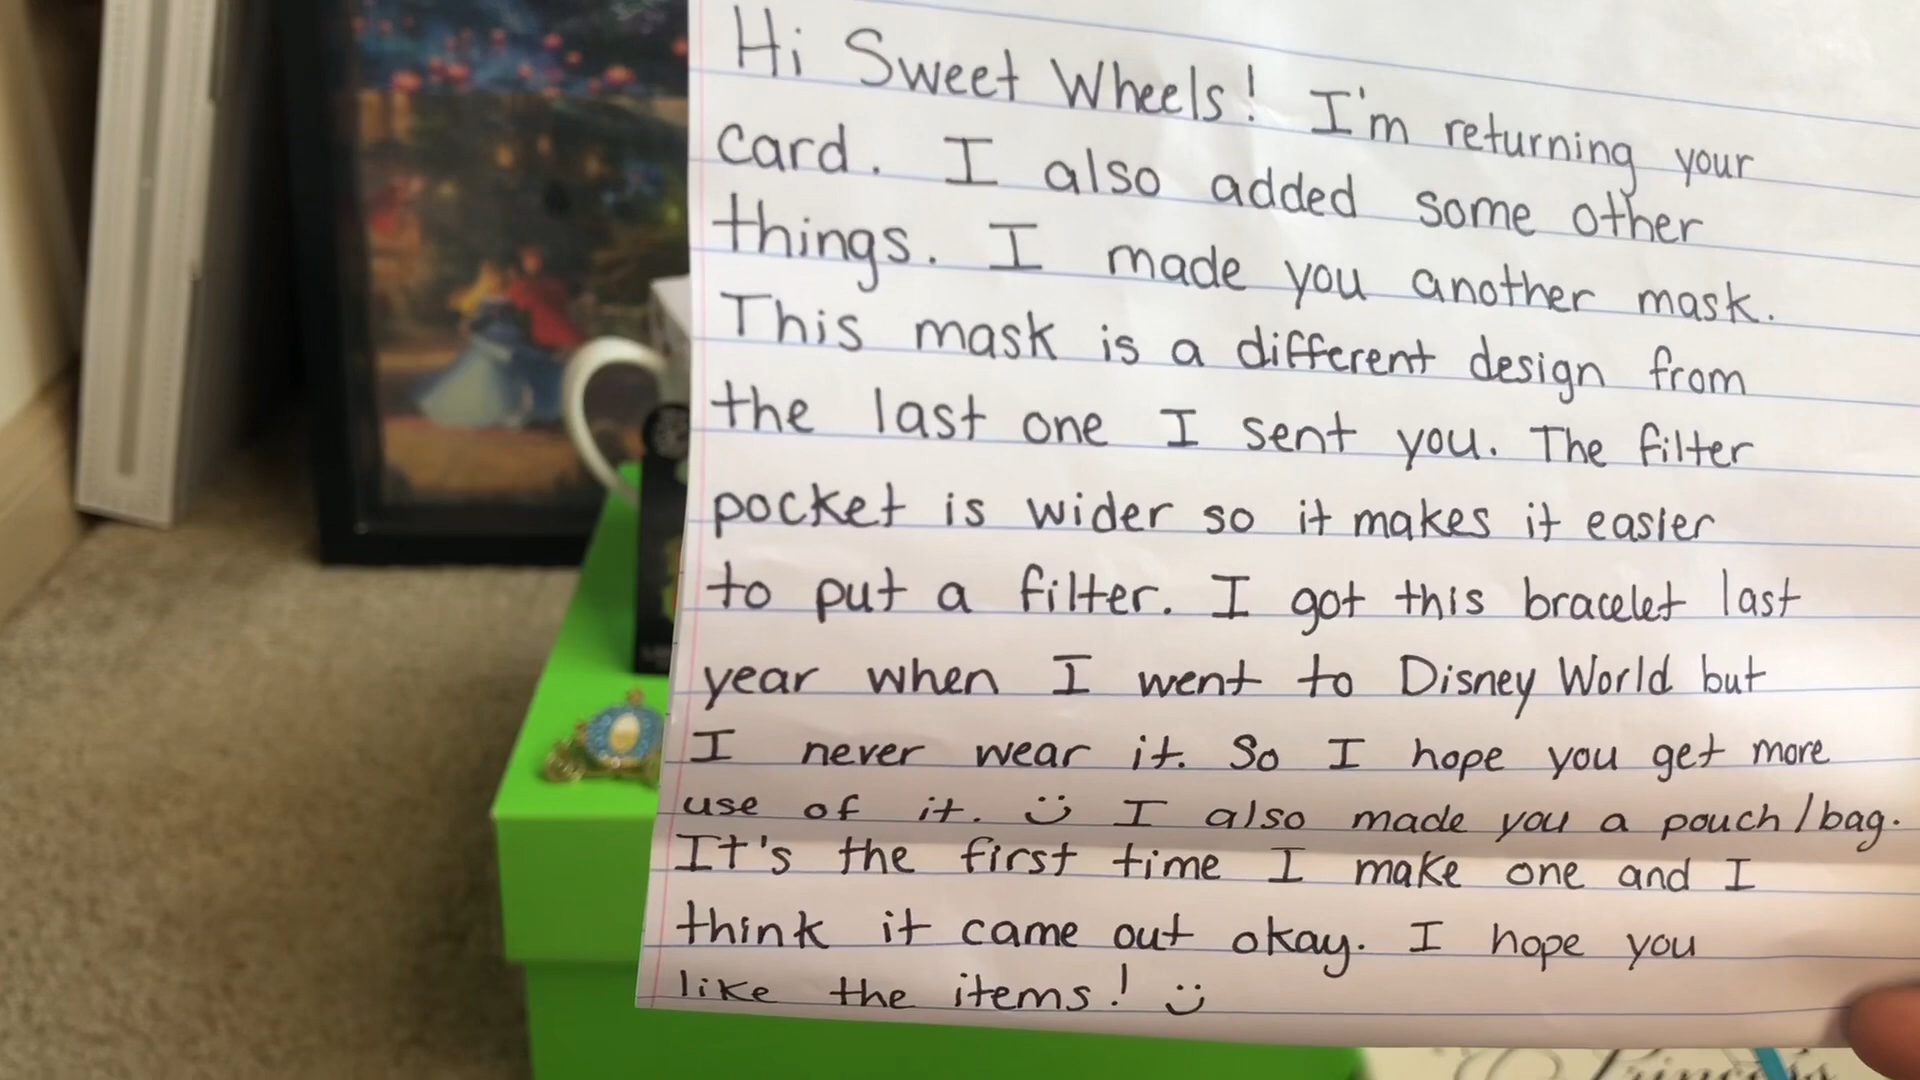 Hi Sweet Wheels! I'm returning your
card. I also added some other
things. I made you another mask.
This mask is a different design from
the last one I sent you. The filter
pocket is wider so it makes it easier
to put a filter. I got this bracelet last
year when I went to Disney World but
I never wear it. So I hope you get more
use of it. :) I also made you a pouch/bag.
It's the first time I make one and I
think it came out okay. I hope you
like the items! :)